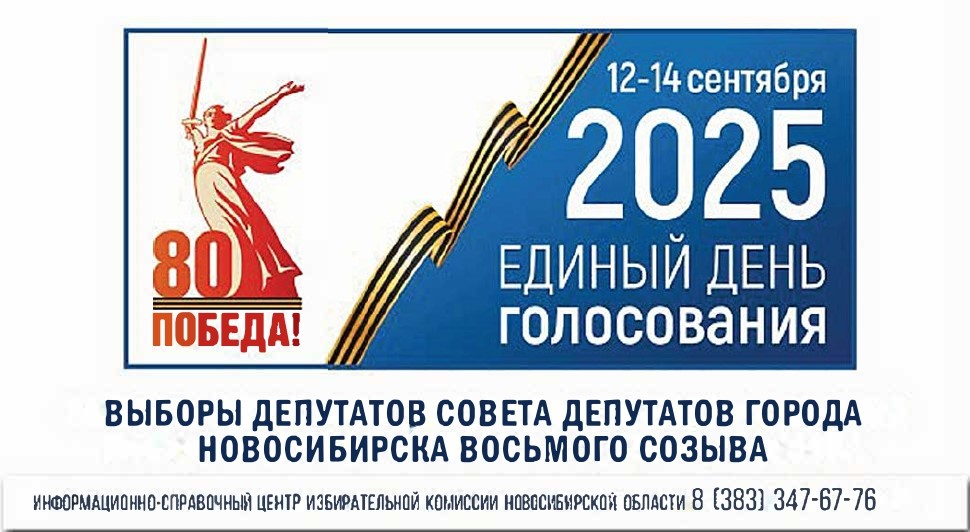 80
ПОБЕДА!
12-14 сентября
2025
ЕДИНЫЙ ДЕНЬ
ГОЛОСОВАНИЯ
ВЫБОРЫ ДЕПУТАТОВ СОВЕТА ДЕПУТАТОВ ГОРОДА
НОВОСИБИРСКА ВОСЬМОГО СОЗЫВА
ИНФОРМАЦИОННО-СПРАВОЧНЫЙ ЦЕНТР ИЗБИРАТЕЛЬНОЙ КОМИССИИ НОВОСИБИРСКОЙ ОБЛАСТИ 8 (383) 347-67-76